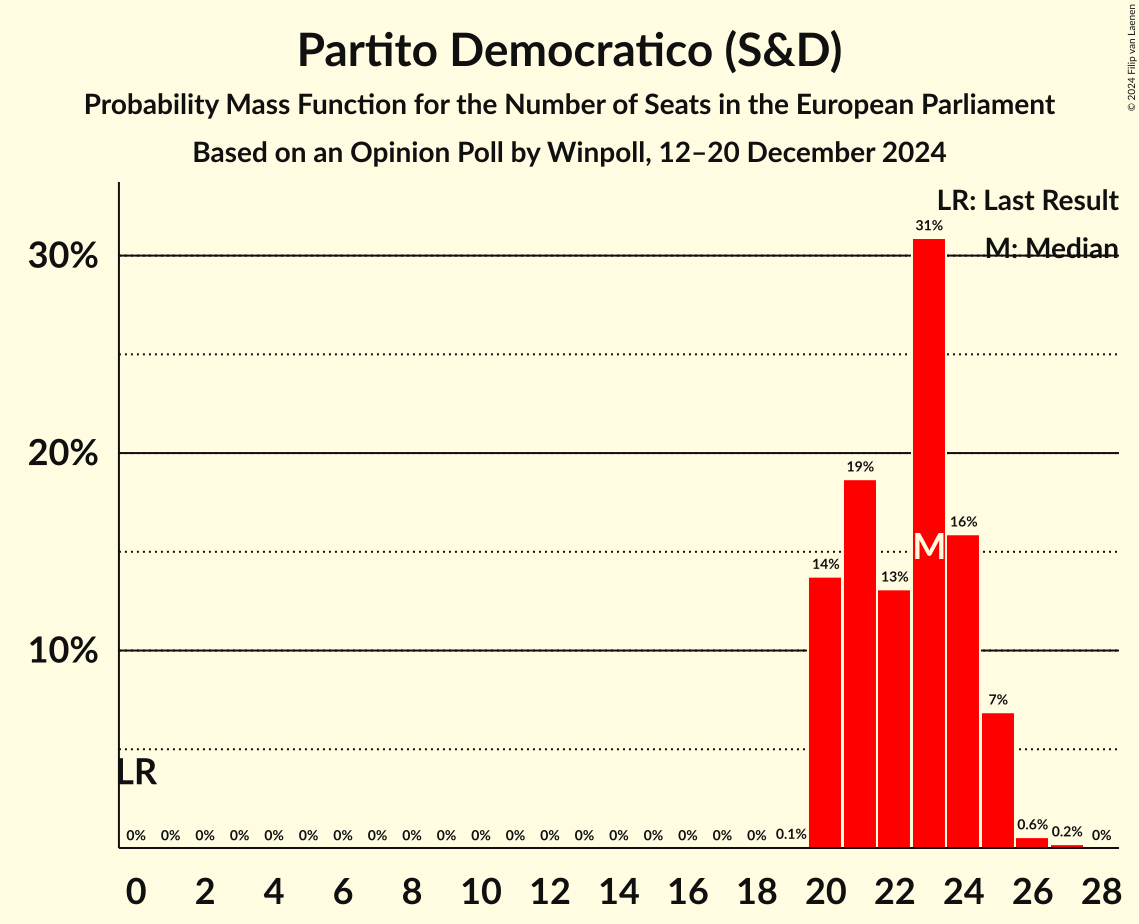 Partito Democratico (S&D)
Probability Mass Function for the Number of Seats in the European Parliament
Based on an Opinion Poll by Winpoll, 12–20 December 2024
© 2024 Filip van Laenen
LR: Last Result
M: Median
30%
20%
10%
31%
19%
16%
14%
13%
7%
M
LR
0% 0% 0% 0% 0% 0% 0% 0% 0% 0% 0% 0% 0% 0% 0% 0% 0% 0% 0% 0.1% 0.6% 0.2% 0%
0 2 4 6 8 10 12 14 16 18 20 22 24 26 28